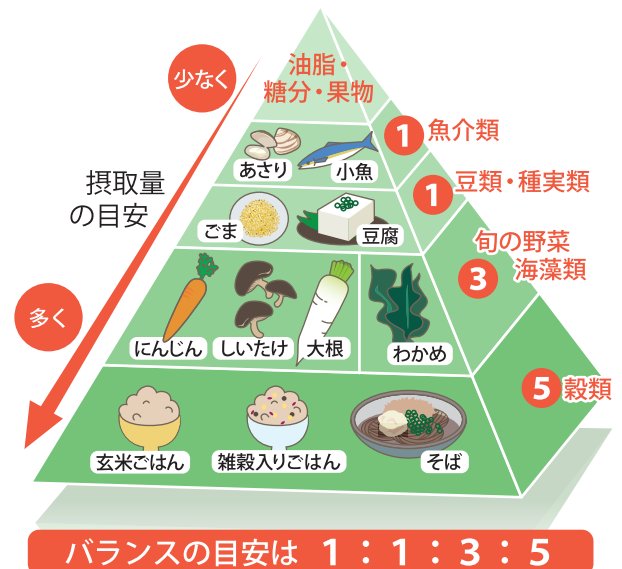 少なく
油脂・
糖分・果物
1 魚介類
あさり
小魚
摂取量
の目安
1 豆類・種実類
ごま
豆腐
旬の野菜
海藻類
3
多く
にんじん
しいたけ
大根
わかめ
5 穀類
玄米ごはん
雑穀入りごはん
そば
バランスの目安は 1:1:3:5